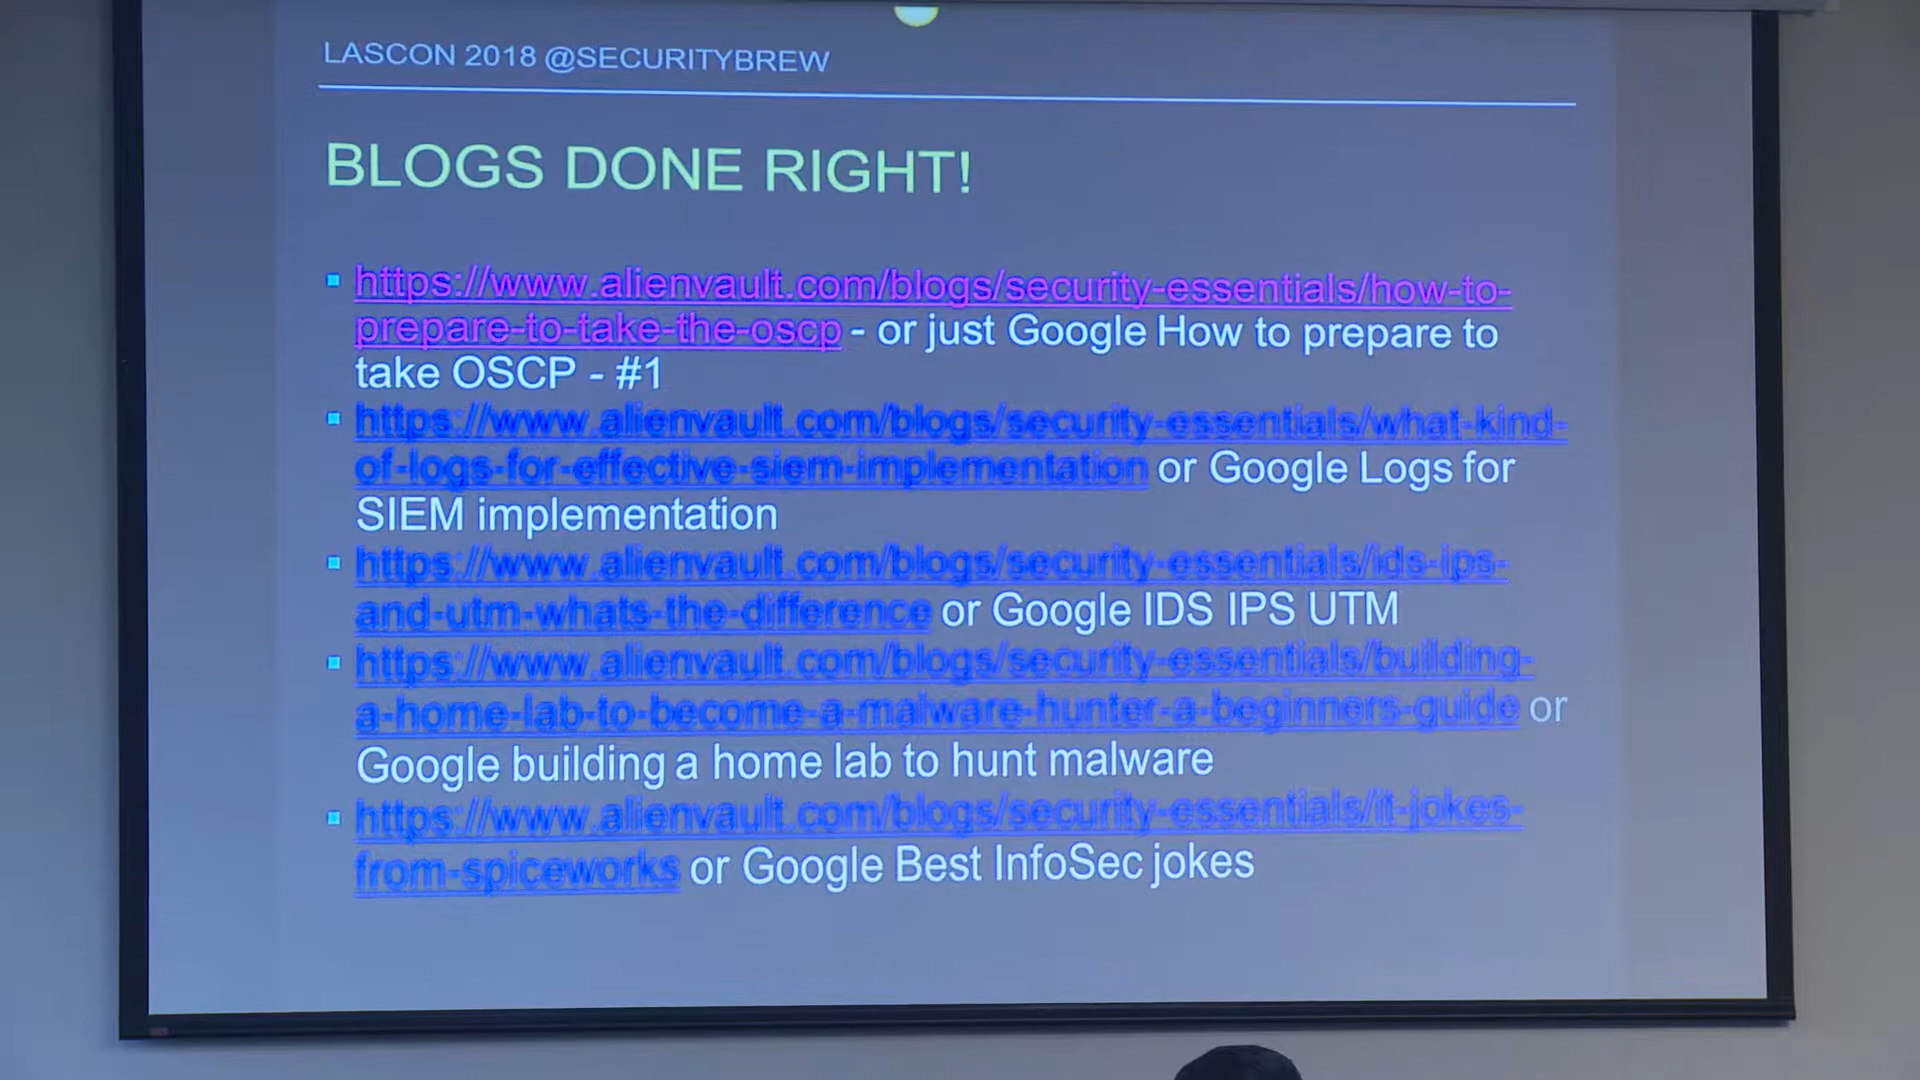 LASCON 2018 @SECURITYBREW
BLOGS DONE RIGHT!
https://www.alienvault.com/blogs/security-essentials/how-to-
prepare-to-take-the-oscp - or just Google How to prepare to
take OSCP - #1
https://www.alienvault.com/blogs/security-essentials/what-kind-
of-logs-for-effective-siem-implementation or Google Logs for
SIEM implementation
https://www.alienvault.com/blogs/security-essentials/ids-ips-
and-utm-whats-the-difference or Google IDS IPS UTM
https://www.alienvault.com/blogs/security-essentials/building-
a-home-lab-to-become-a-malware-hunter-a-beginners-guide or
Google building a home lab to hunt malware
https://www.alienvault.com/blogs/security-essentials/it-jokes-
from-spiceworks or Google Best InfoSec jokes